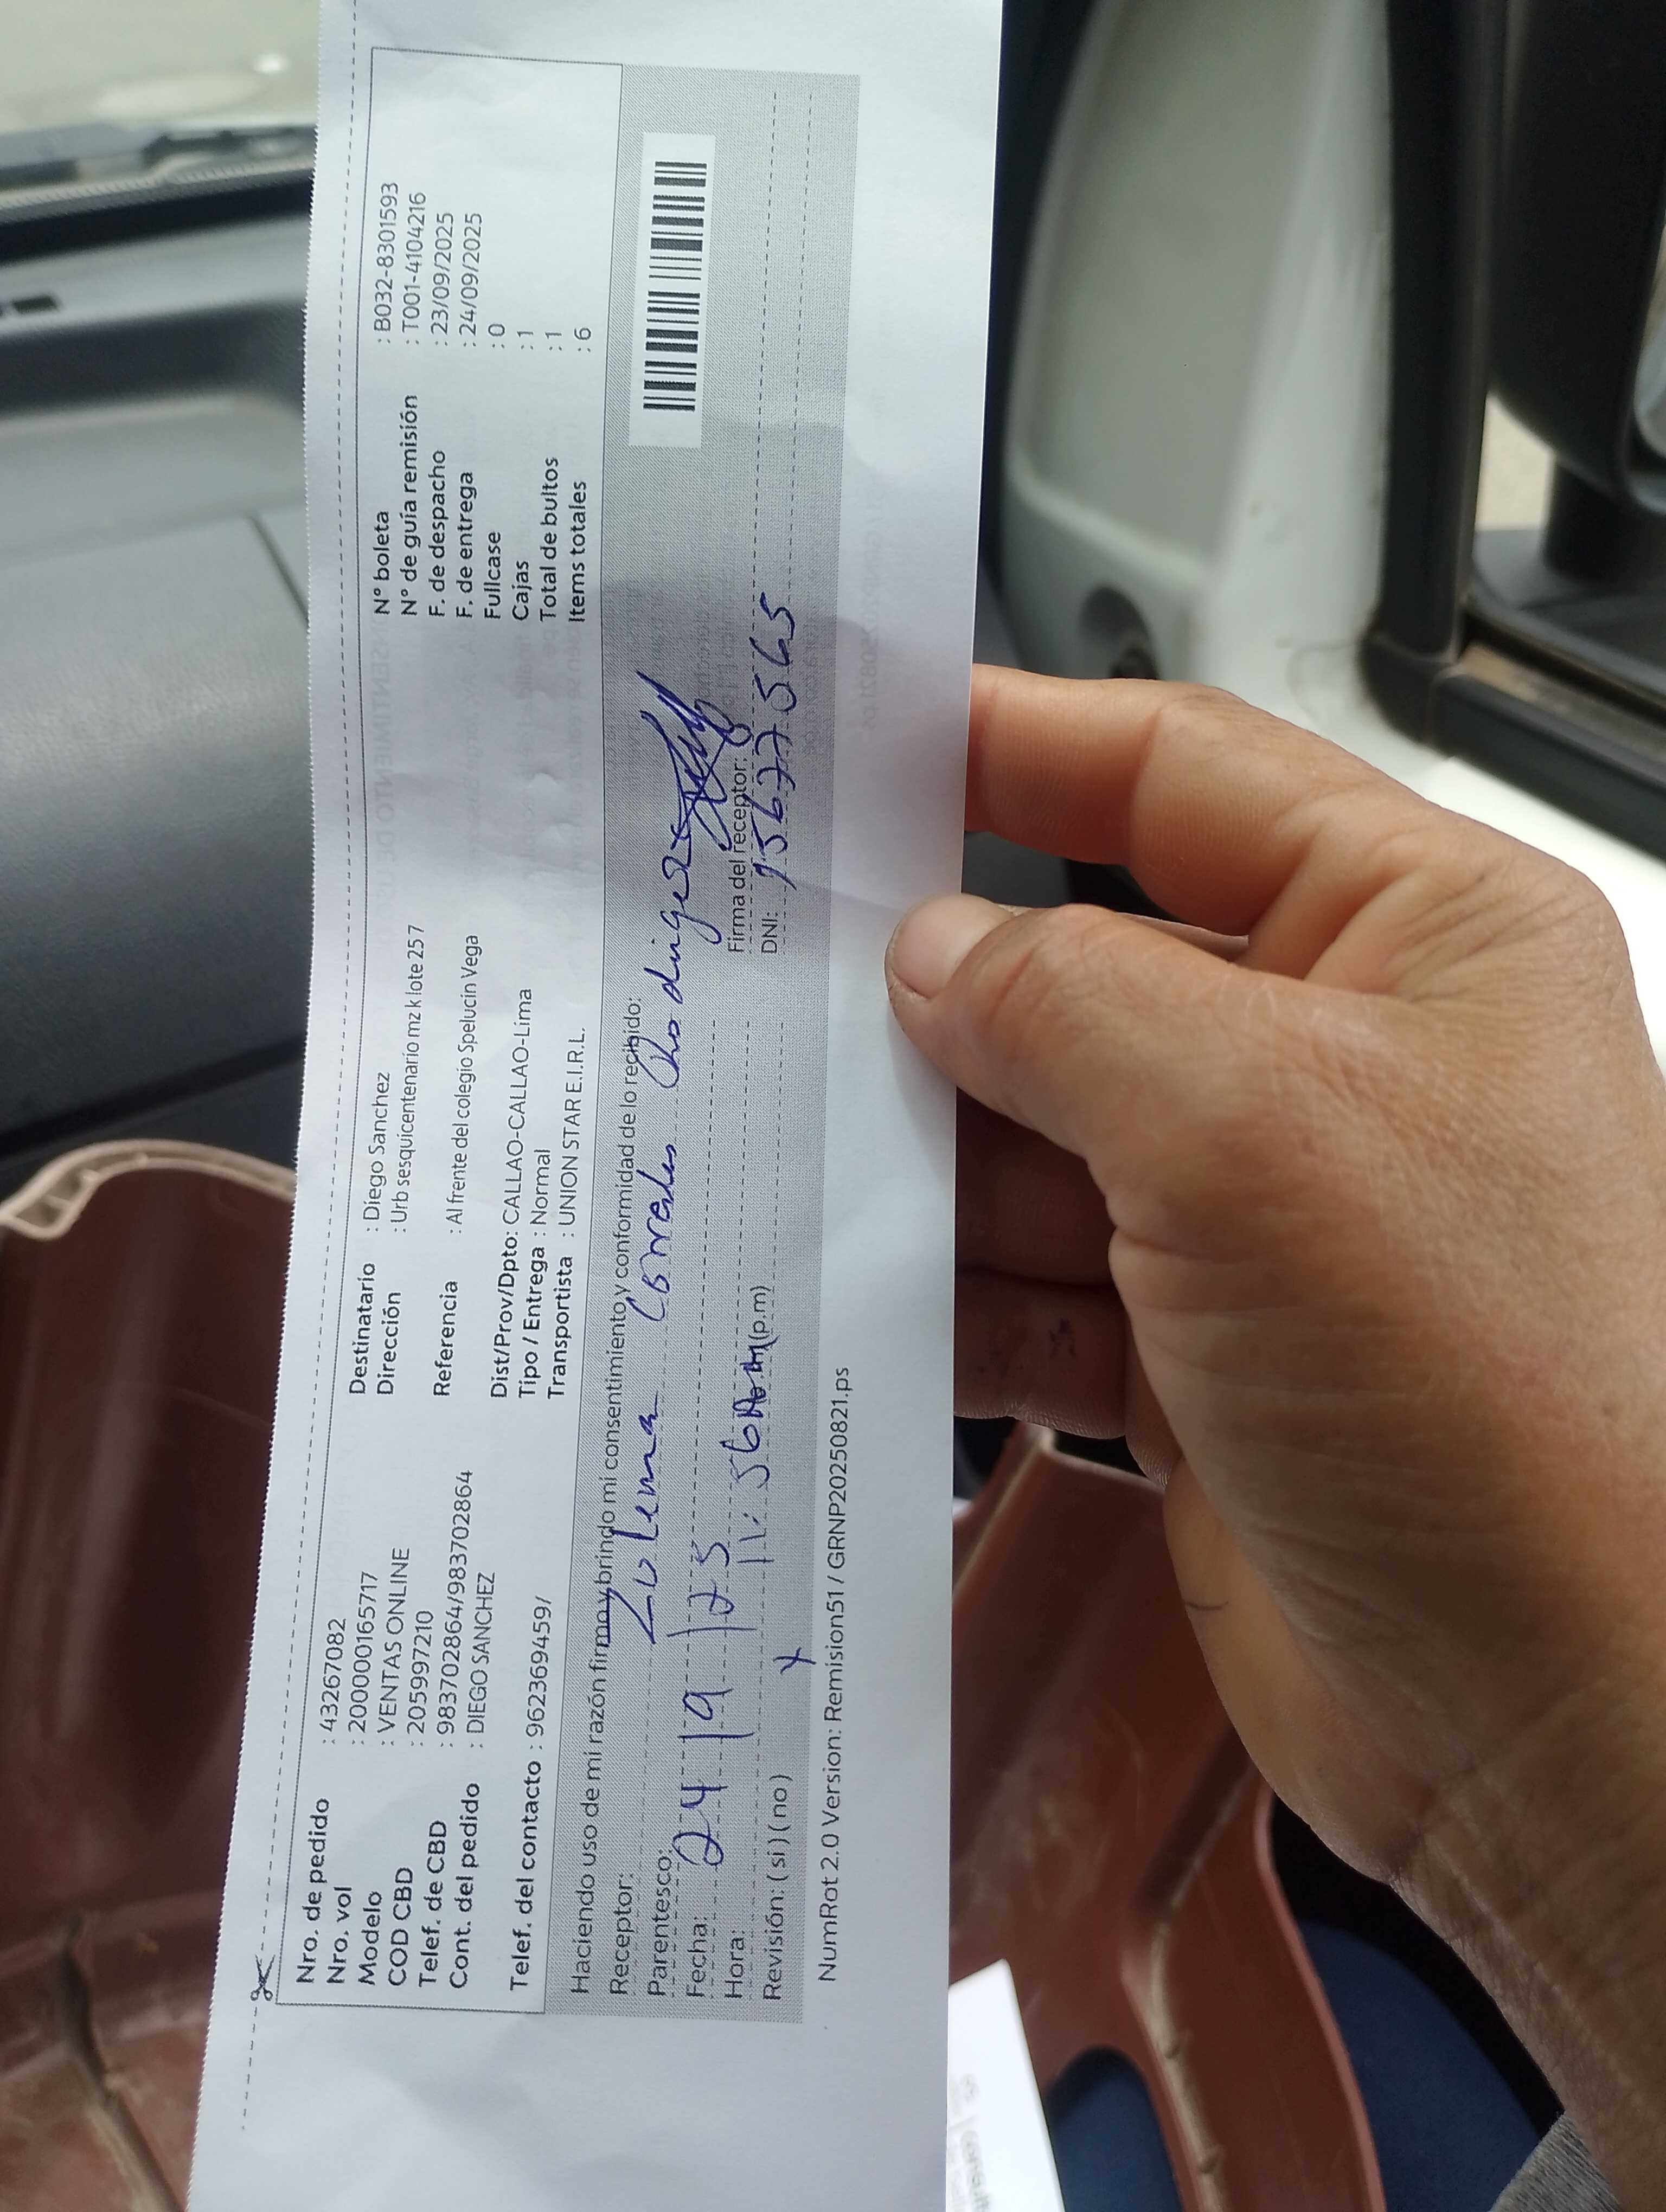 Nro. de pedido : 43267082
Nro. vol : 200000165717
Modelo : VENTAS ONLINE
COD CBD : 205997210
Telef. de CBD : 983702864/983702864
Cont. del pedido : DIEGO SANCHEZ
Telef. del contacto : 962369459/
Destinatario : Diego Sanchez
Dirección : Urb sesquicentenario mz k lote 257
Referencia : Al frente del colegio Spelucin Vega
Dist/Prov/Dpto: CALLAO-CALLAO-Lima
Tipo / Entrega : Normal
Transportista : UNION STAR E.I.R.L.
N° boleta : B032-8301593
N° de guía remisión : T001-4104216
F. de despacho : 23/09/2025
F. de entrega : 24/09/2025
Fullcase : 0
Cajas : 1
Total de bultos : 1
Items totales : 6
Haciendo uso de mi razón firmo y brindo mi consentimiento y conformidad de lo recibido:
Receptor: Zulema Corrales
Parentesco:
Fecha: 24/9/25
Hora: 11:56 (p.m)
Firma del receptor:
DNI: 15677565
Revisión: (si) (no) x
NumRot 2.0 Version: Remision51 / GRNP20250821.ps